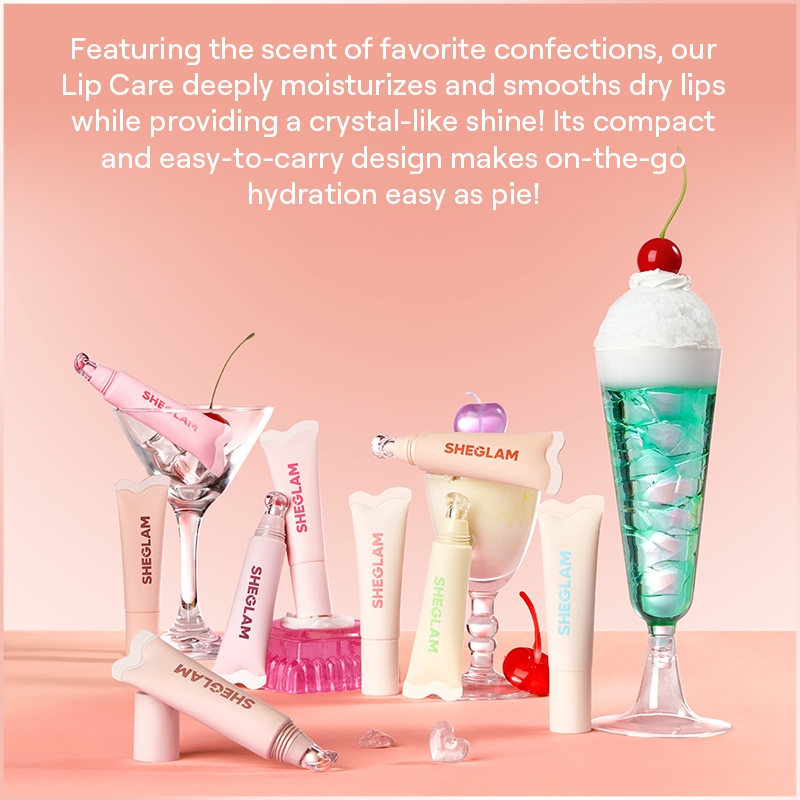 Featuring the scent of favorite confections, our
Lip Care deeply moisturizes and smooths dry lips
while providing a crystal-like shine! Its compact
and easy-to-carry design makes on-the-go
hydration easy as pie!
SHEGLAM
SHEGLAM
SHEGLAM
SHEGLAM
SHEGLAM
SHEGLAM
SHEGLAM
SHEGLAM
SHEGLAM